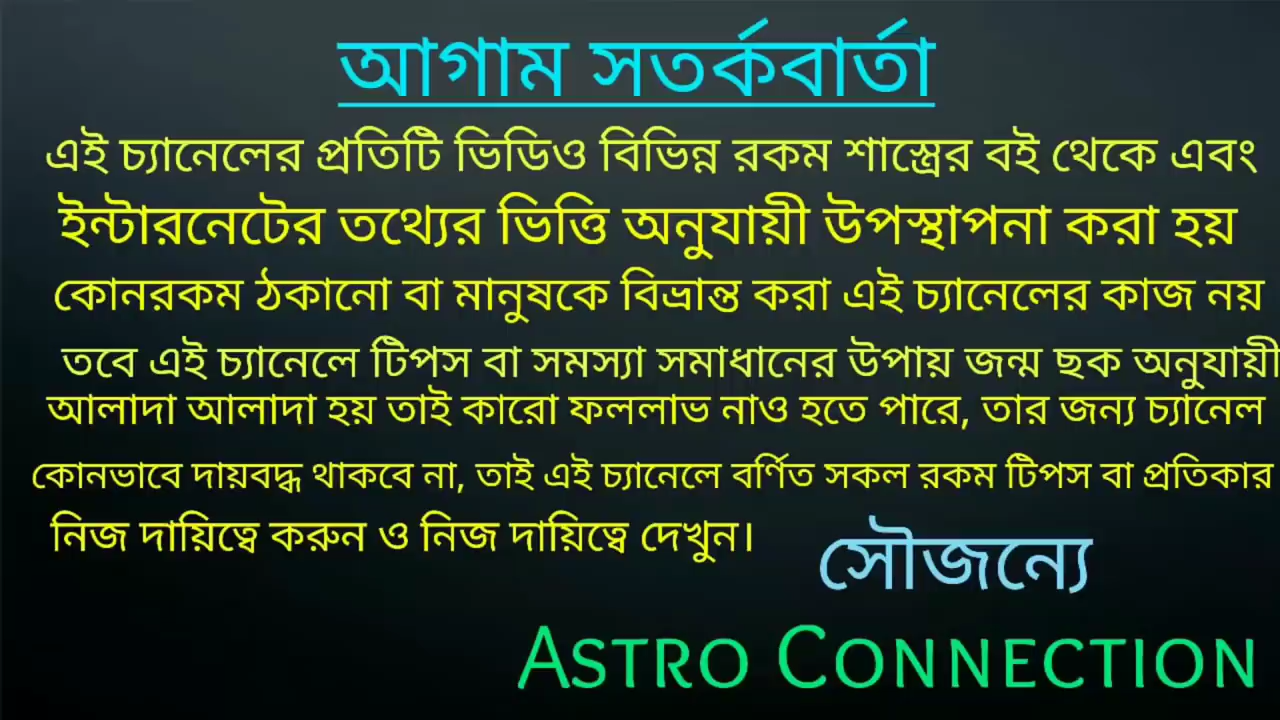 আগাম সতর্কবার্তা
এই চ্যানেলের প্রতিটি ভিডিও বিভিন্ন রকম শাস্ত্রের বই থেকে এবং
ইন্টারনেটের তথ্যের ভিত্তি অনুযায়ী উপস্থাপনা করা হয়
কোনরকম ঠকানো বা মানুষকে বিভ্রান্ত করা এই চ্যানেলের কাজ নয়
তবে এই চ্যানেলে টিপস বা সমস্যা সমাধানের উপায় জন্ম ছক অনুযায়ী
আলাদা আলাদা হয় তাই কারো ফললাভ নাও হতে পারে, তার জন্য চ্যানেল
কোনভাবে দায়বদ্ধ থাকবে না, তাই এই চ্যানেলে বর্ণিত সকল রকম টিপস বা প্রতিকার
নিজ দায়িত্বে করুন ও নিজ দায়িত্বে দেখুন।
সৌজন্যে
ASTRO CONNECTION